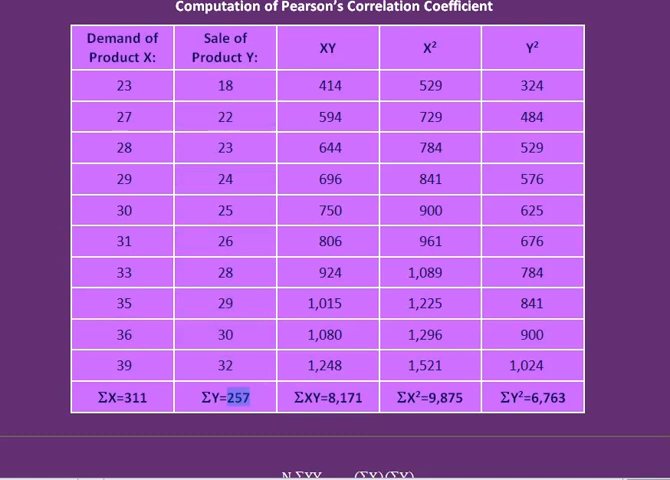 Computation of Pearson's Correlation Coefficient
Demand of Product X: Sale of Product Y: XY X² Y²
23 18 414 529 324
27 22 594 729 484
28 23 644 784 529
29 24 696 841 576
30 25 750 900 625
31 26 806 961 676
33 28 924 1,089 784
35 29 1,015 1,225 841
36 30 1,080 1,296 900
39 32 1,248 1,521 1,024
ΣX=311 ΣY=257 ΣXY=8,171 ΣX²=9,875 ΣY²=6,763